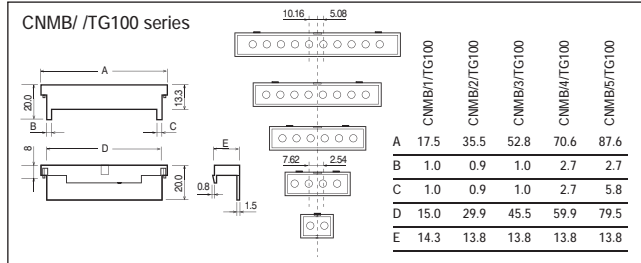 CNMB/ /TG100 series
10.16 5.08
A
20.0
13.3
B
C
E
8
D
20.0
0.8
1.5
7.62 2.54
CNMB/1/TG100 CNMB/2/TG100 CNMB/3/TG100 CNMB/4/TG100 CNMB/5/TG100
A 17.5 35.5 52.8 70.6 87.6
B 1.0 0.9 1.0 2.7 2.7
C 1.0 0.9 1.0 2.7 5.8
D 15.0 29.9 45.5 59.9 79.5
E 14.3 13.8 13.8 13.8 13.8